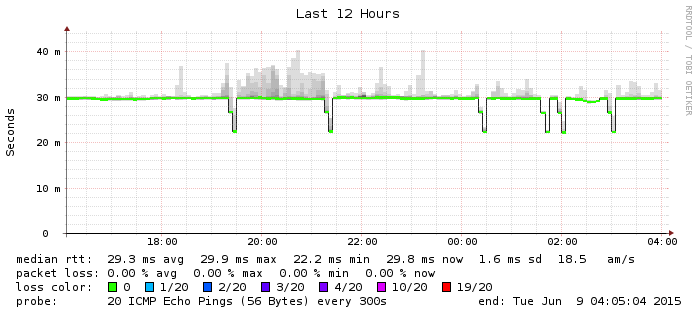 Last 12 Hours
RRDTOOL / TOBI OETIKER
Seconds
40 m
30 m
20 m
10 m
0
18:00 20:00 22:00 00:00 02:00 04:00
median rtt: 29.3 ms avg 29.9 ms max 22.2 ms min 29.8 ms now 1.6 ms sd 18.5 am/s
packet loss: 0.00 % avg 0.00 % max 0.00 % min 0.00 % now
loss color: 0 1/20 2/20 3/20 4/20 10/20 19/20
probe: 20 ICMP Echo Pings (56 Bytes) every 300s end: Tue Jun 9 04:05:04 2015